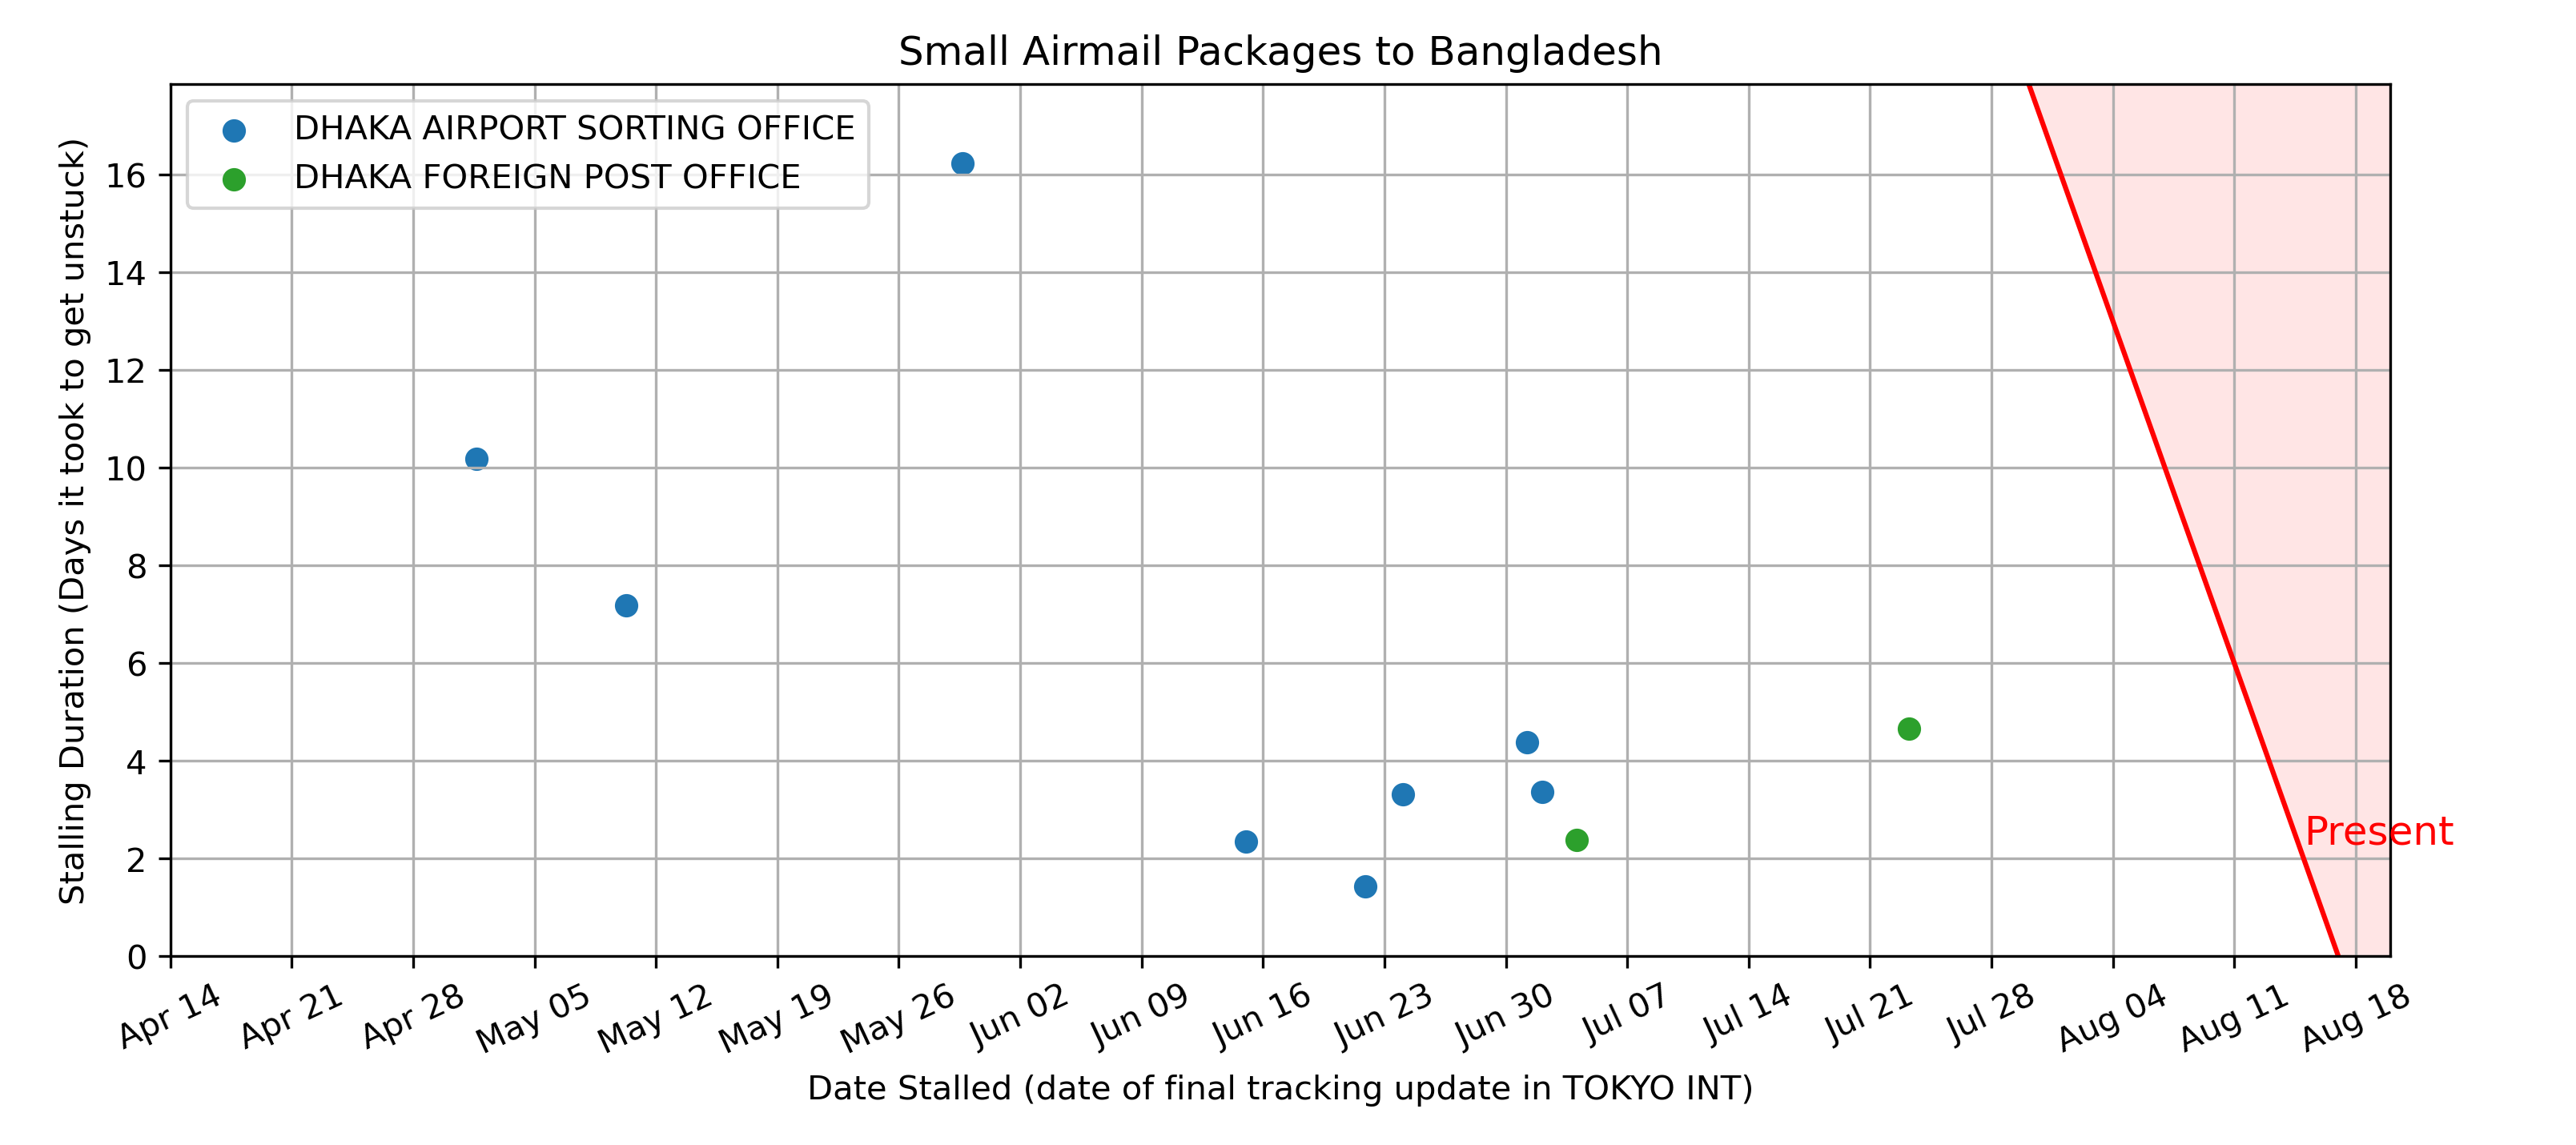 Small Airmail Packages to Bangladesh
DHAKA AIRPORT SORTING OFFICE
DHAKA FOREIGN POST OFFICE
Stalling Duration (Days it took to get unstuck)
16
14
12
10
8
6
4
2
0
Present
Apr 14
Apr 21
Apr 28
May 05
May 12
May 19
May 26
Jun 02
Jun 09
Jun 16
Jun 23
Jun 30
Jul 07
Jul 14
Jul 21
Jul 28
Aug 04
Aug 11
Aug 18
Date Stalled (date of final tracking update in TOKYO INT)